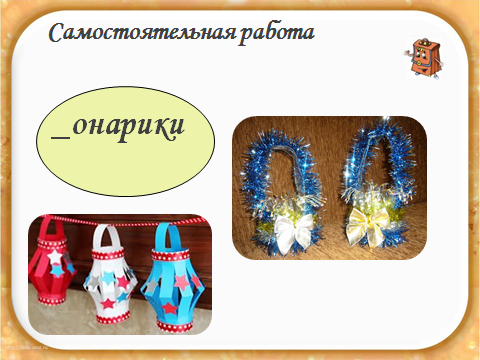 Самостоятельная работа
_онарики